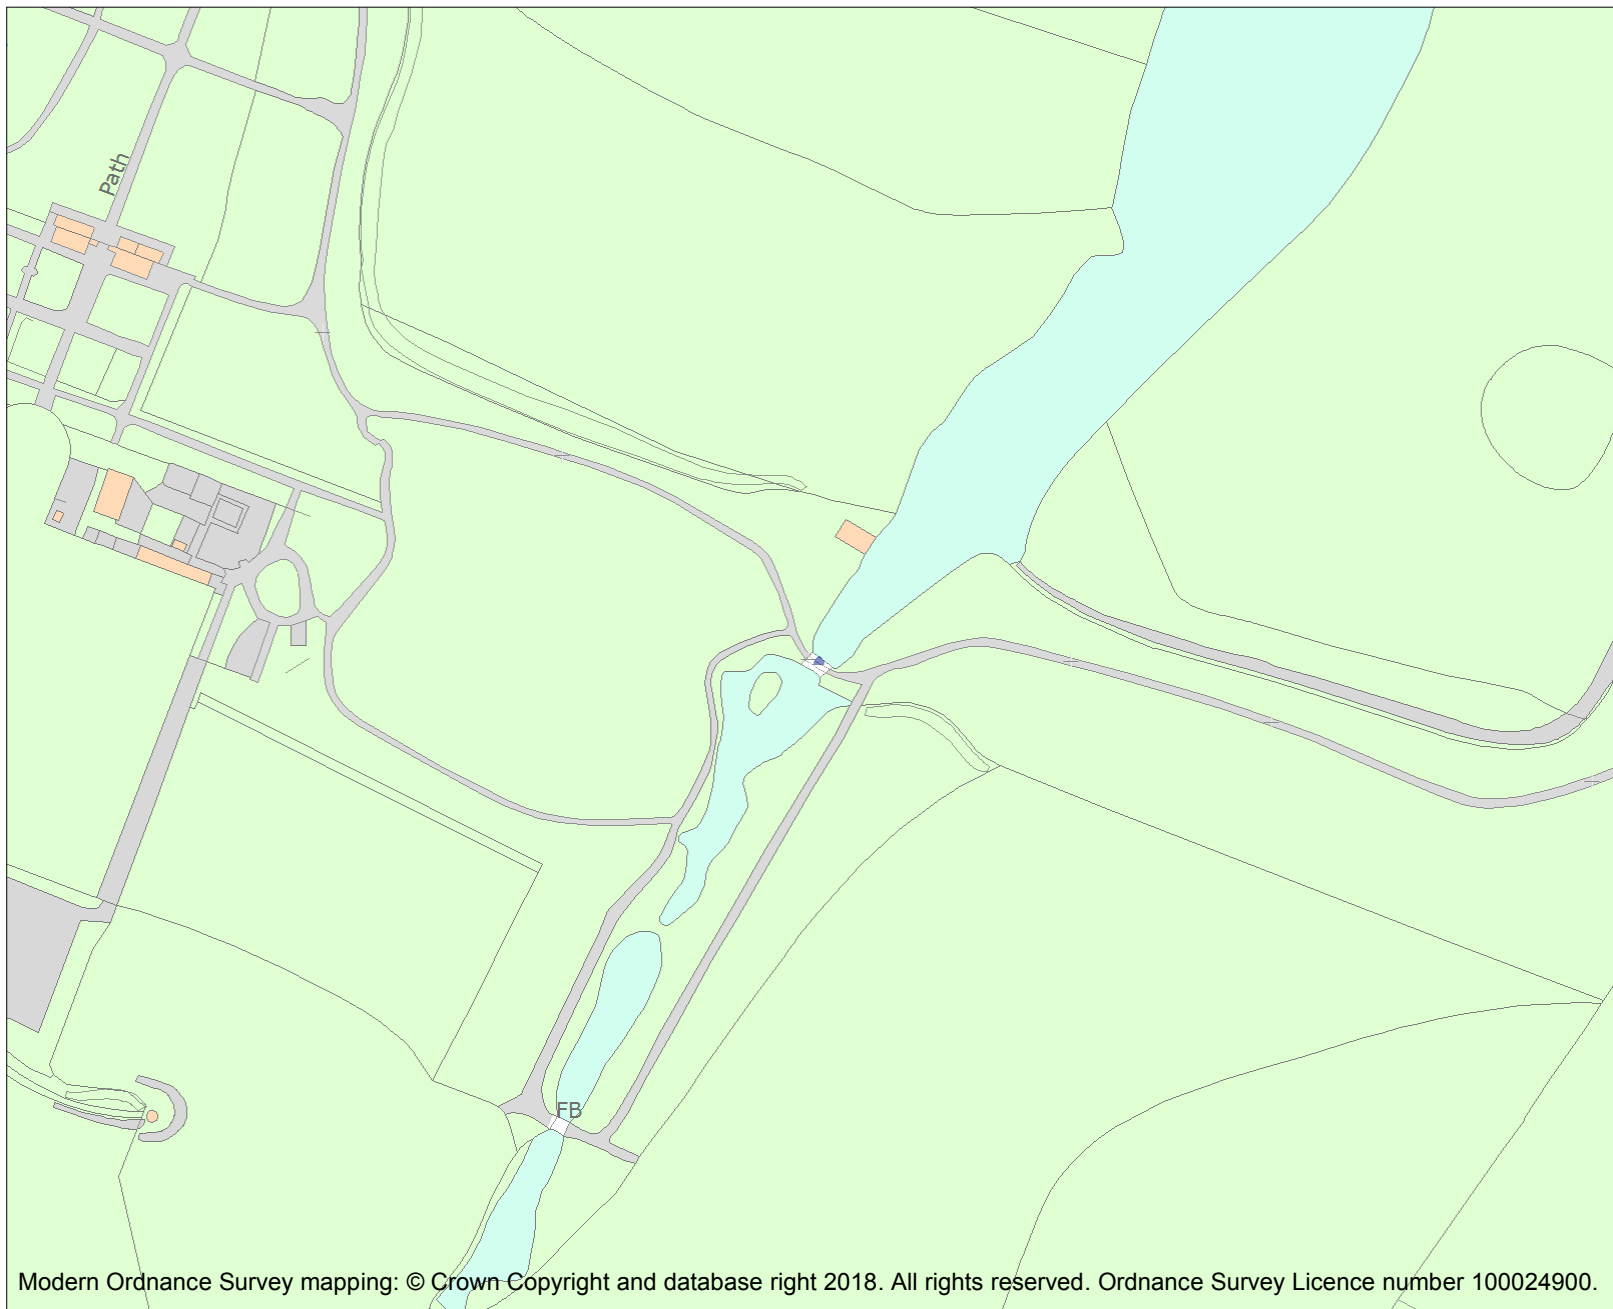 Path
FB
Modern Ordnance Survey mapping: © Crown Copyright and database right 2018. All rights reserved. Ordnance Survey Licence number 100024900.